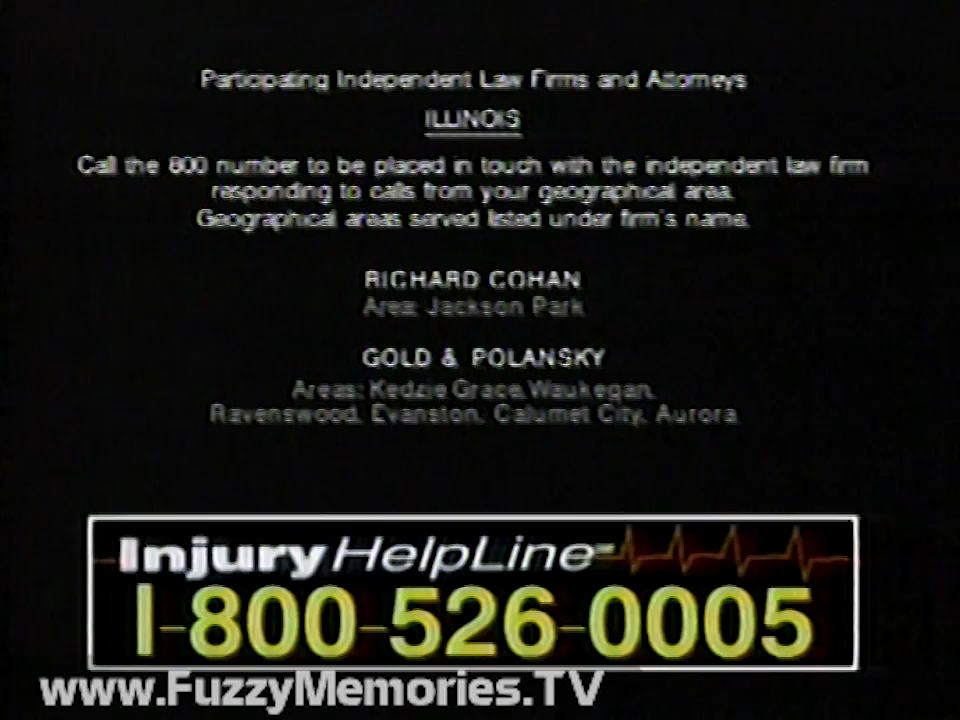 Participating Independent Law Firms and Attorneys
ILLINOIS
Call the 800 number to be placed in touch with the independent law firm
responding to calls from your geographical area.
Geographical areas served listed under firm's name.
RICHARD COHAN
Area: Jackson Park
GOLD & POLANSKY
Areas: Kedzie Grace, Waukegan,
Ravenswood, Evanston, Calumet City, Aurora
Injury HelpLine
1-800-526-0005
www.FuzzyMemories.TV